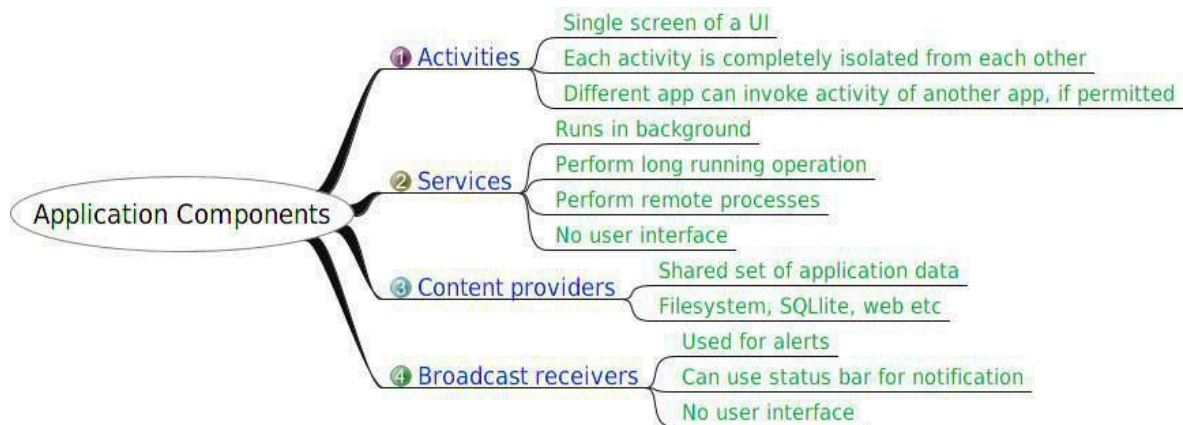 Application Components
1 Activities
Single screen of a UI
Each activity is completely isolated from each other
Different app can invoke activity of another app, if permitted
2 Services
Runs in background
Perform long running operation
Perform remote processes
No user interface
3 Content providers
Shared set of application data
Filesystem, SQLlite, web etc
4 Broadcast receivers
Used for alerts
Can use status bar for notification
No user interface